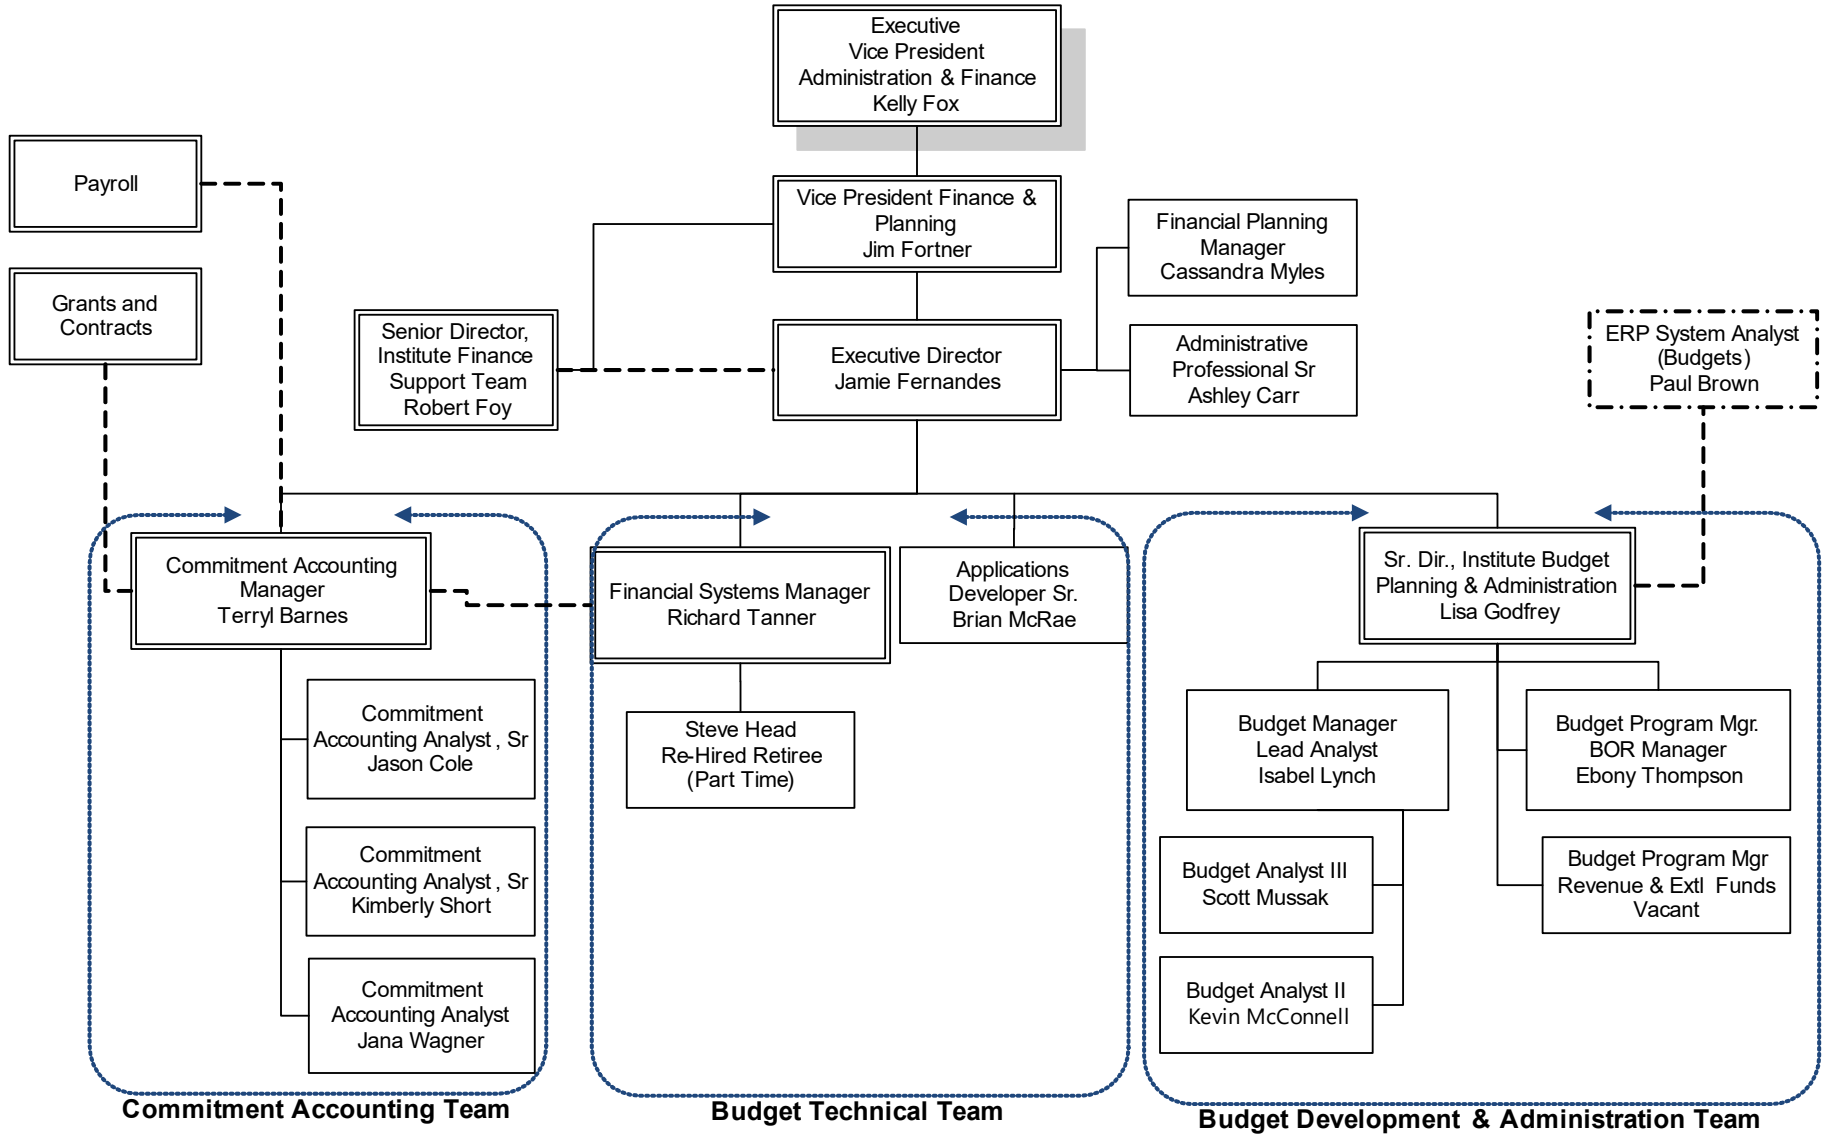 Executive
Vice President
Administration & Finance
Kelly Fox
Payroll
Vice President Finance &
Planning
Jim Fortner
Financial Planning
Manager
Cassandra Myles
Grants and
Contracts
Senior Director,
Institute Finance
Support Team
Robert Foy
Executive Director
Jamie Fernandes
Administrative
Professional Sr
Ashley Carr
ERP System Analyst
(Budgets)
Paul Brown
Commitment Accounting
Manager
Terryl Barnes
Financial Systems Manager
Richard Tanner
Applications
Developer Sr.
Brian McRae
Sr. Dir., Institute Budget
Planning & Administration
Lisa Godfrey
Commitment
Accounting Analyst , Sr
Jason Cole
Steve Head
Re-Hired Retiree
(Part Time)
Budget Manager
Lead Analyst
Isabel Lynch
Budget Program Mgr.
BOR Manager
Ebony Thompson
Commitment
Accounting Analyst , Sr
Kimberly Short
Budget Analyst III
Scott Mussak
Budget Program Mgr
Revenue & Extl Funds
Vacant
Commitment
Accounting Analyst
Jana Wagner
Budget Analyst II
Kevin McConnell
Commitment Accounting Team
Budget Technical Team
Budget Development & Administration Team